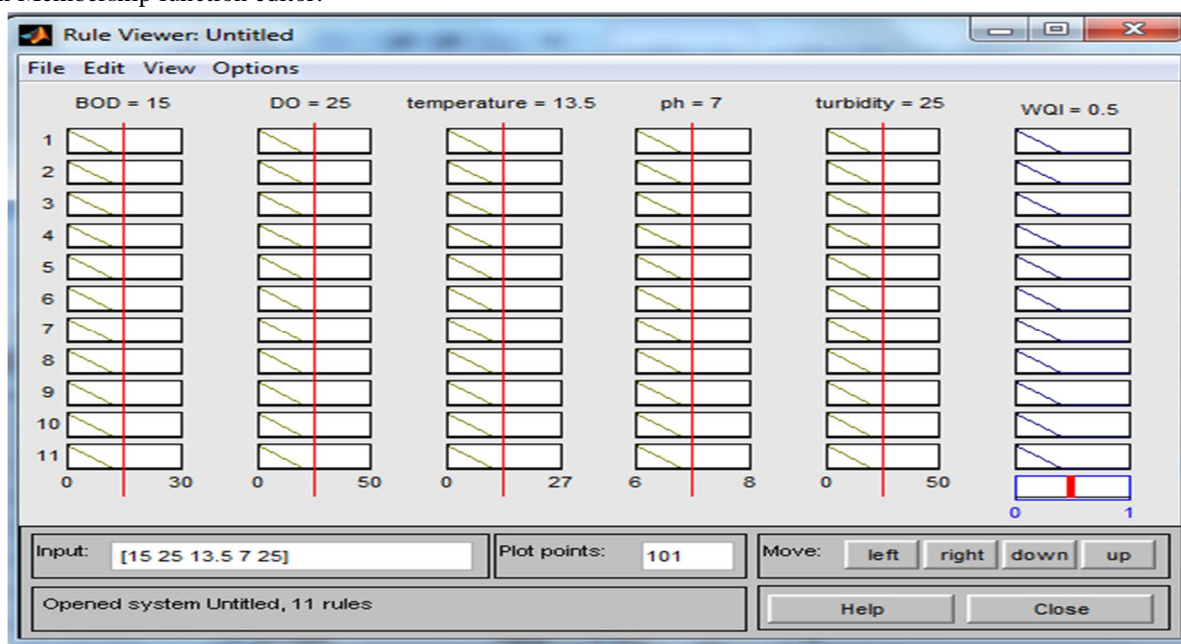 Rule Viewer: Untitled
File Edit View Options
BOD = 15 DO = 25 temperature = 13.5 ph = 7 turbidity = 25 WQI = 0.5
1
2
3
4
5
6
7
8
9
10
11
0 30 0 50 0 27 6 8 0 50
0 1
Input: [15 25 13.5 7 25] Plot points: 101 Move: left right down up
Opened system Untitled, 11 rules Help Close